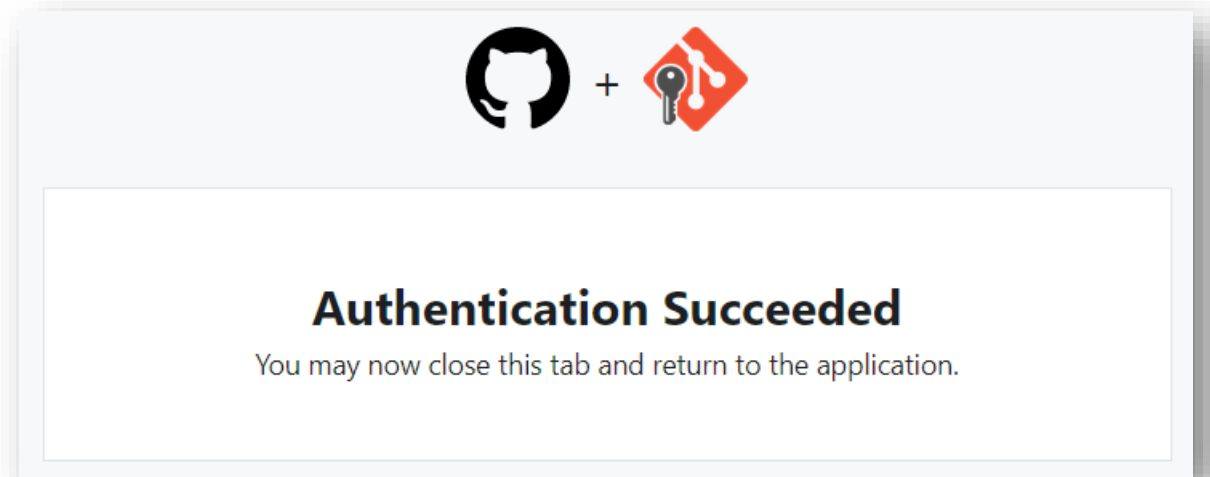 +
Authentication Succeeded
You may now close this tab and return to the application.